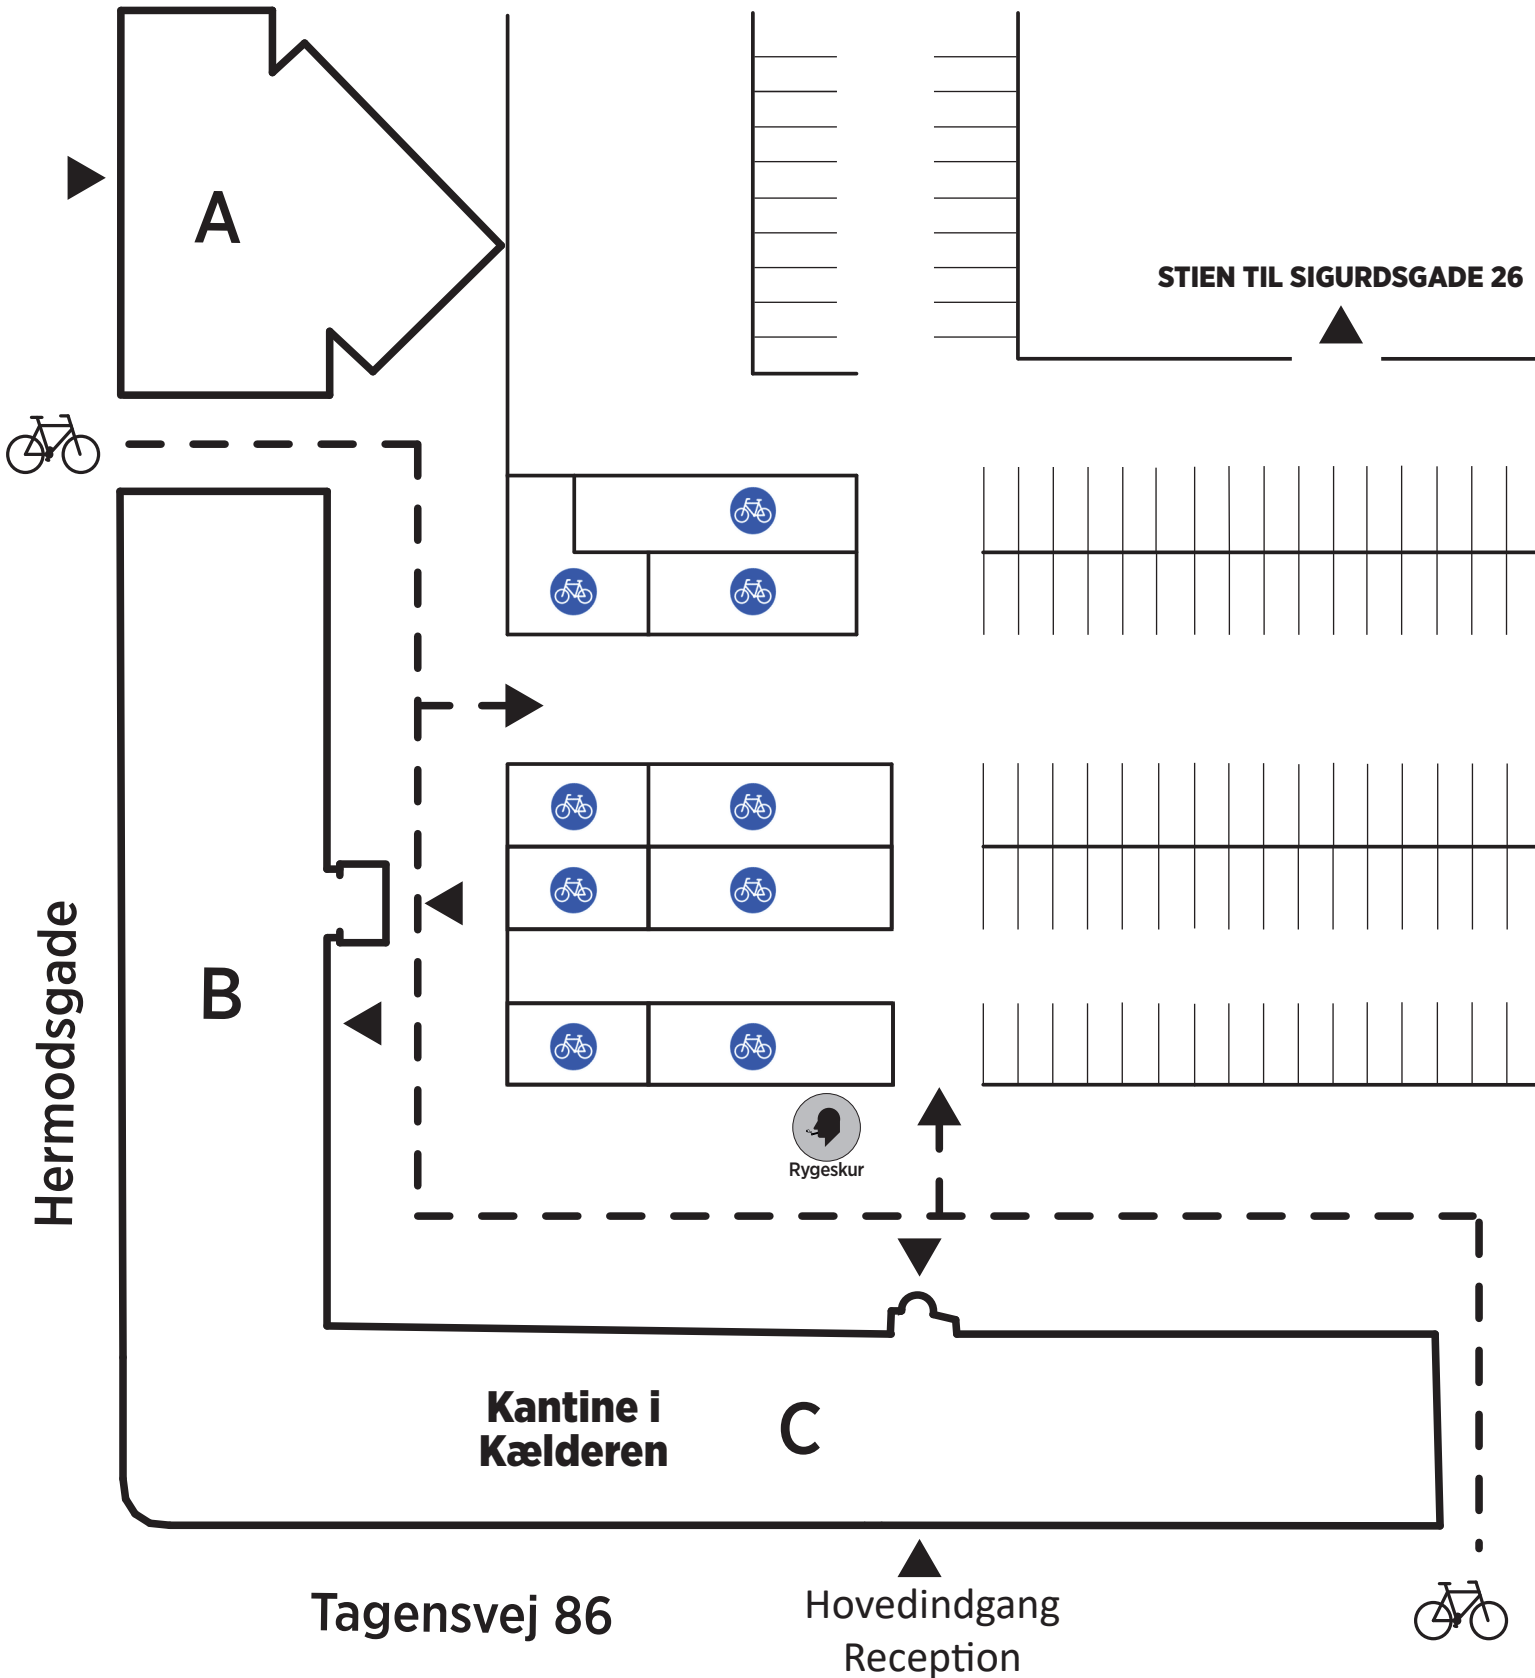 A
STIEN TIL SIGURDSGADE 26
B
Hermodsgade
Rygeskur
Kantine i
Kælderen
C
Tagensvej 86
Hovedindgang
Reception